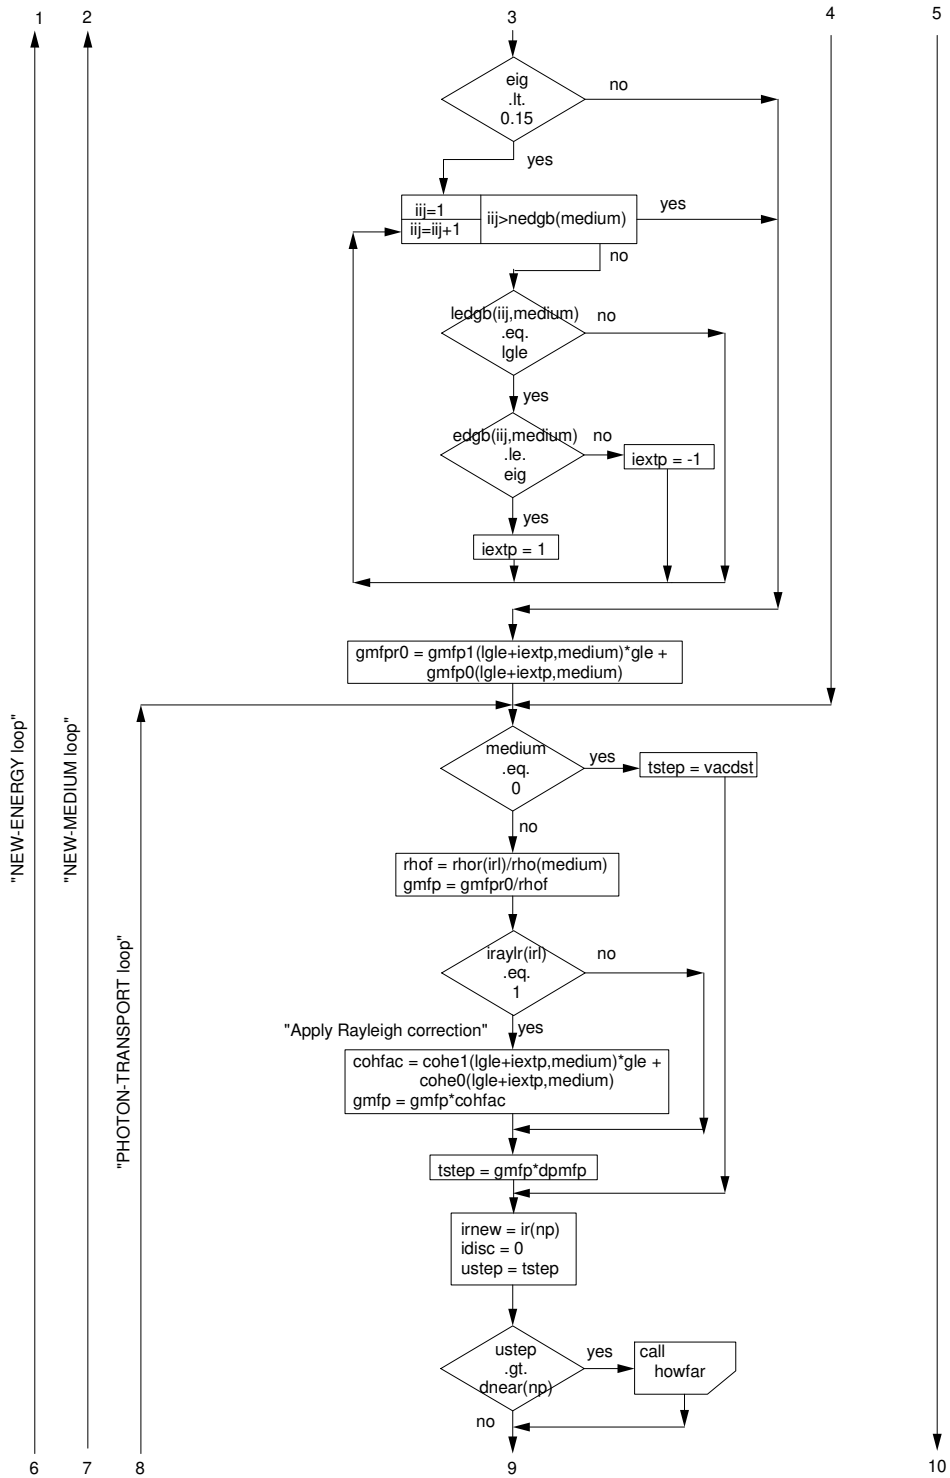 1
2
3
4
5
eig
.lt.
0.15
no
yes
iij=1
iij=iij+1
iij>nedgb(medium)
yes
no
ledgb(iij,medium)
.eq.
lgle
no
yes
edgb(iij,medium)
.le.
eig
no
iextp = -1
yes
iextp = 1
gmfpr0 = gmfp1(lgle+iextp,medium)*gle +
gmfp0(lgle+iextp,medium)
"NEW-ENERGY loop"
"NEW-MEDIUM loop"
"PHOTON-TRANSPORT loop"
medium
.eq.
0
yes
tstep = vacdst
no
rhof = rhor(irl)/rho(medium)
gmfp = gmfpr0/rhof
iraylr(irl)
.eq.
1
no
"Apply Rayleigh correction"
yes
cohfac = cohe1(lgle+iextp,medium)*gle +
cohe0(lgle+iextp,medium)
gmfp = gmfp*cohfac
tstep = gmfp*dpmfp
irnew = ir(np)
idisc = 0
ustep = tstep
ustep
.gt.
dnear(np)
yes
call
howfar
no
6
7
8
9
10